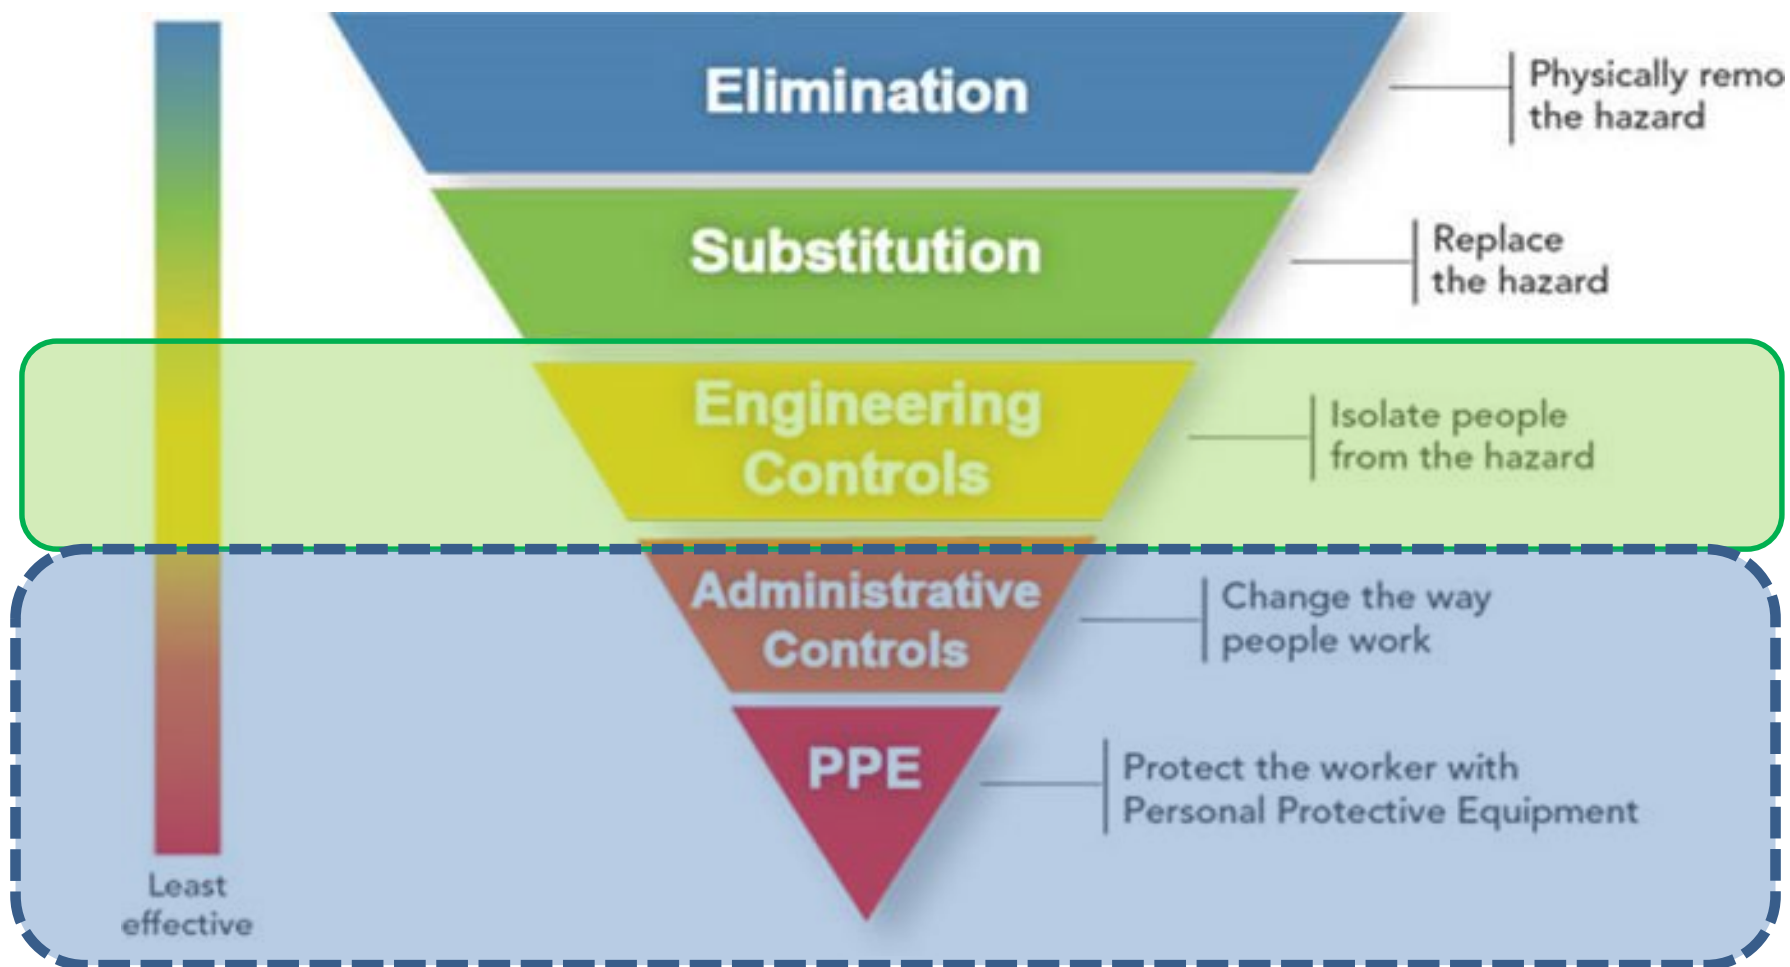 Elimination
Physically remo
the hazard
Substitution
Replace
the hazard
Engineering
Controls
Isolate people
from the hazard
Administrative
Controls
Change the way
people work
PPE
Protect the worker with
Personal Protective Equipment
Least
effective